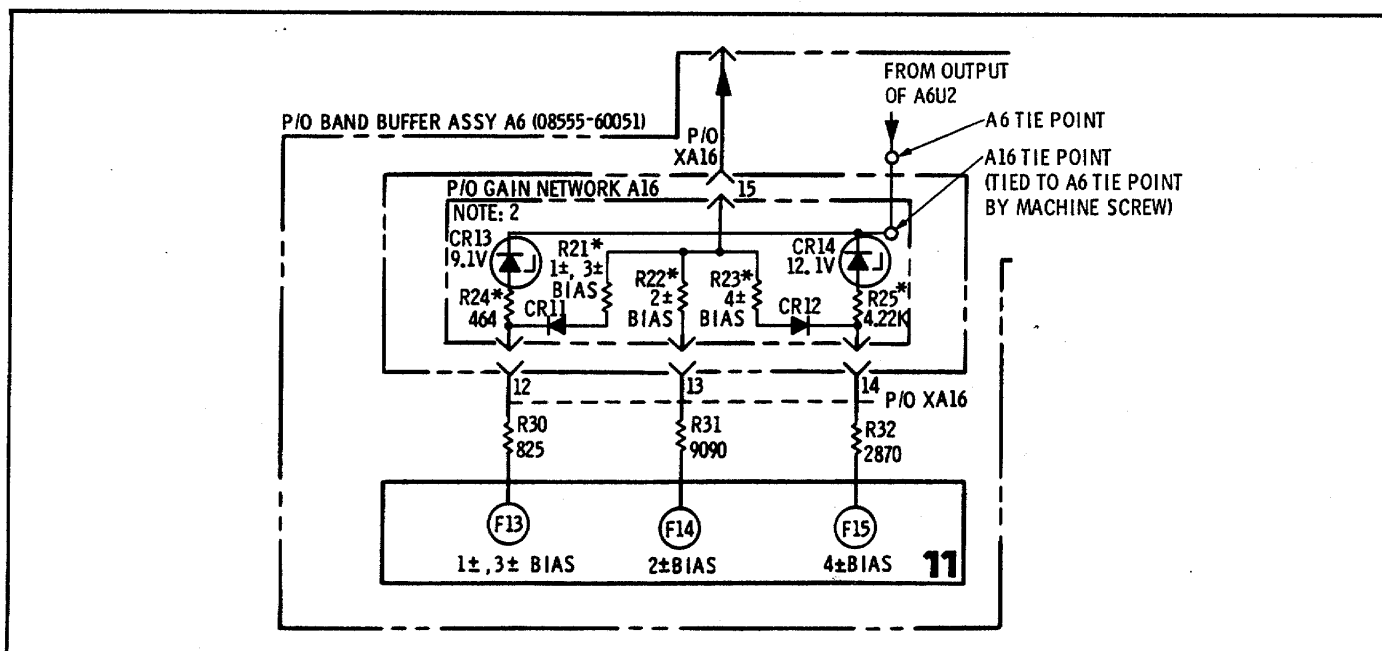 FROM OUTPUT
OF A6U2
P/O BAND BUFFER ASSY A6 (08555-60051)
A6 TIE POINT
P/O
XA16
A16 TIE POINT
(TIED TO A6 TIE POINT
BY MACHINE SCREW)
P/O GAIN NETWORK A16
15
NOTE: 2
CR13
9.1V
R21*
1±, 3±
BIAS
R22*
2±
BIAS
R23*
4±
BIAS
CR14
12.1V
R24*
464
CR11
CR12
R25*
4.22K
12
13
14
P/O XA16
R30
825
R31
9090
R32
2870
F13
F14
F15
1±,3± BIAS
2±BIAS
4±BIAS
11